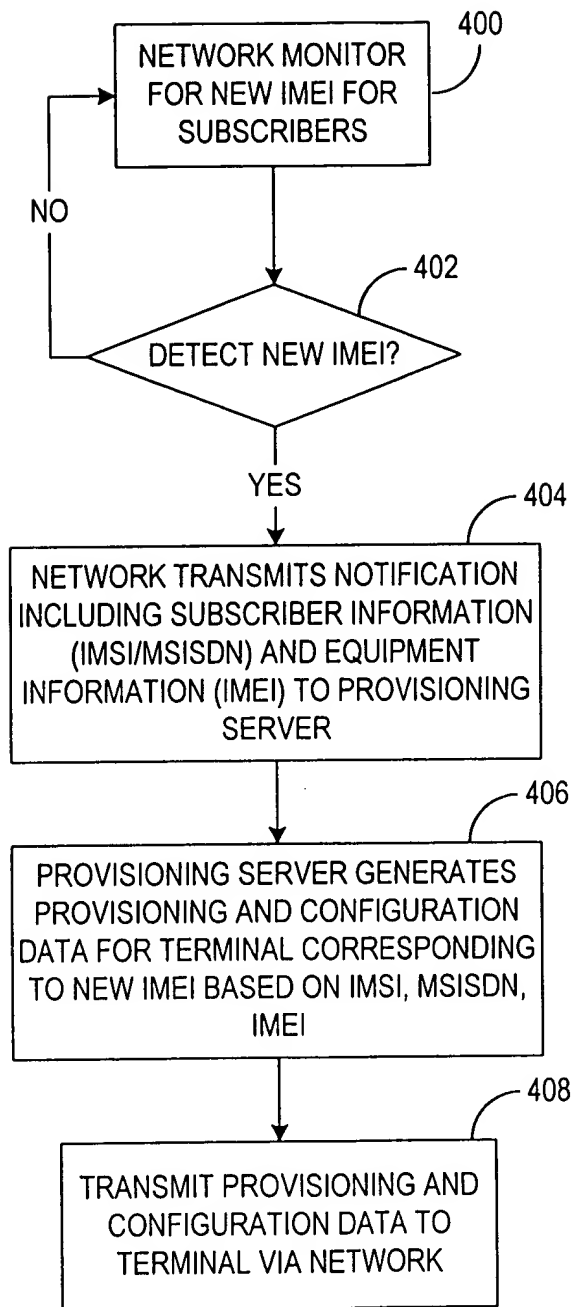 400
NETWORK MONITOR
FOR NEW IMEI FOR
SUBSCRIBERS
NO
402
DETECT NEW IMEI?
YES
404
NETWORK TRANSMITS NOTIFICATION
INCLUDING SUBSCRIBER INFORMATION
(IMSI/MSISDN) AND EQUIPMENT
INFORMATION (IMEI) TO PROVISIONING
SERVER
406
PROVISIONING SERVER GENERATES
PROVISIONING AND CONFIGURATION
DATA FOR TERMINAL CORRESPONDING
TO NEW IMEI BASED ON IMSI, MSISDN,
IMEI
408
TRANSMIT PROVISIONING AND
CONFIGURATION DATA TO
TERMINAL VIA NETWORK